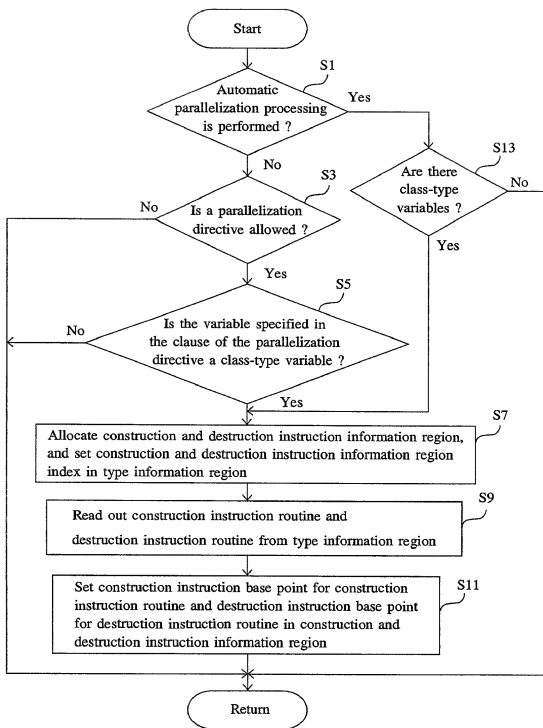 Start
S1
Automatic
parallelization processing
is performed ?
Yes
No
S13
Are there
class-type
variables ?
No
Yes
S3
No
Is a parallelization
directive allowed ?
Yes
S5
No
Is the variable specified in
the clause of the parallelization
directive a class-type variable ?
Yes
S7
Allocate construction and destruction instruction information region,
and set construction and destruction instruction information region
index in type information region
S9
Read out construction instruction routine and
destruction instruction routine from type information region
S11
Set construction instruction base point for construction
instruction routine and destruction instruction base point
for destruction instruction routine in construction and
destruction instruction information region
Return